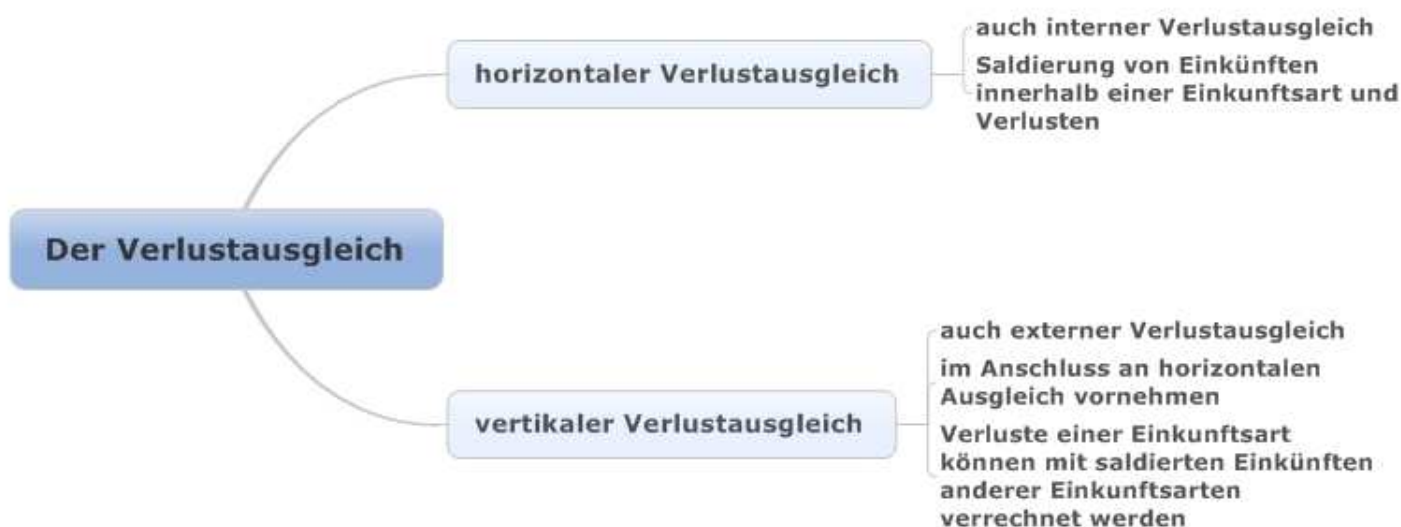 Der Verlustausgleich
horizontaler Verlustausgleich
auch interner Verlustausgleich
Saldierung von Einkünften
innerhalb einer Einkunftsart und
Verlusten
vertikaler Verlustausgleich
auch externer Verlustausgleich
im Anschluss an horizontalen
Ausgleich vornehmen
Verluste einer Einkunftsart
können mit saldierten Einkünften
anderer Einkunftsarten
verrechnet werden